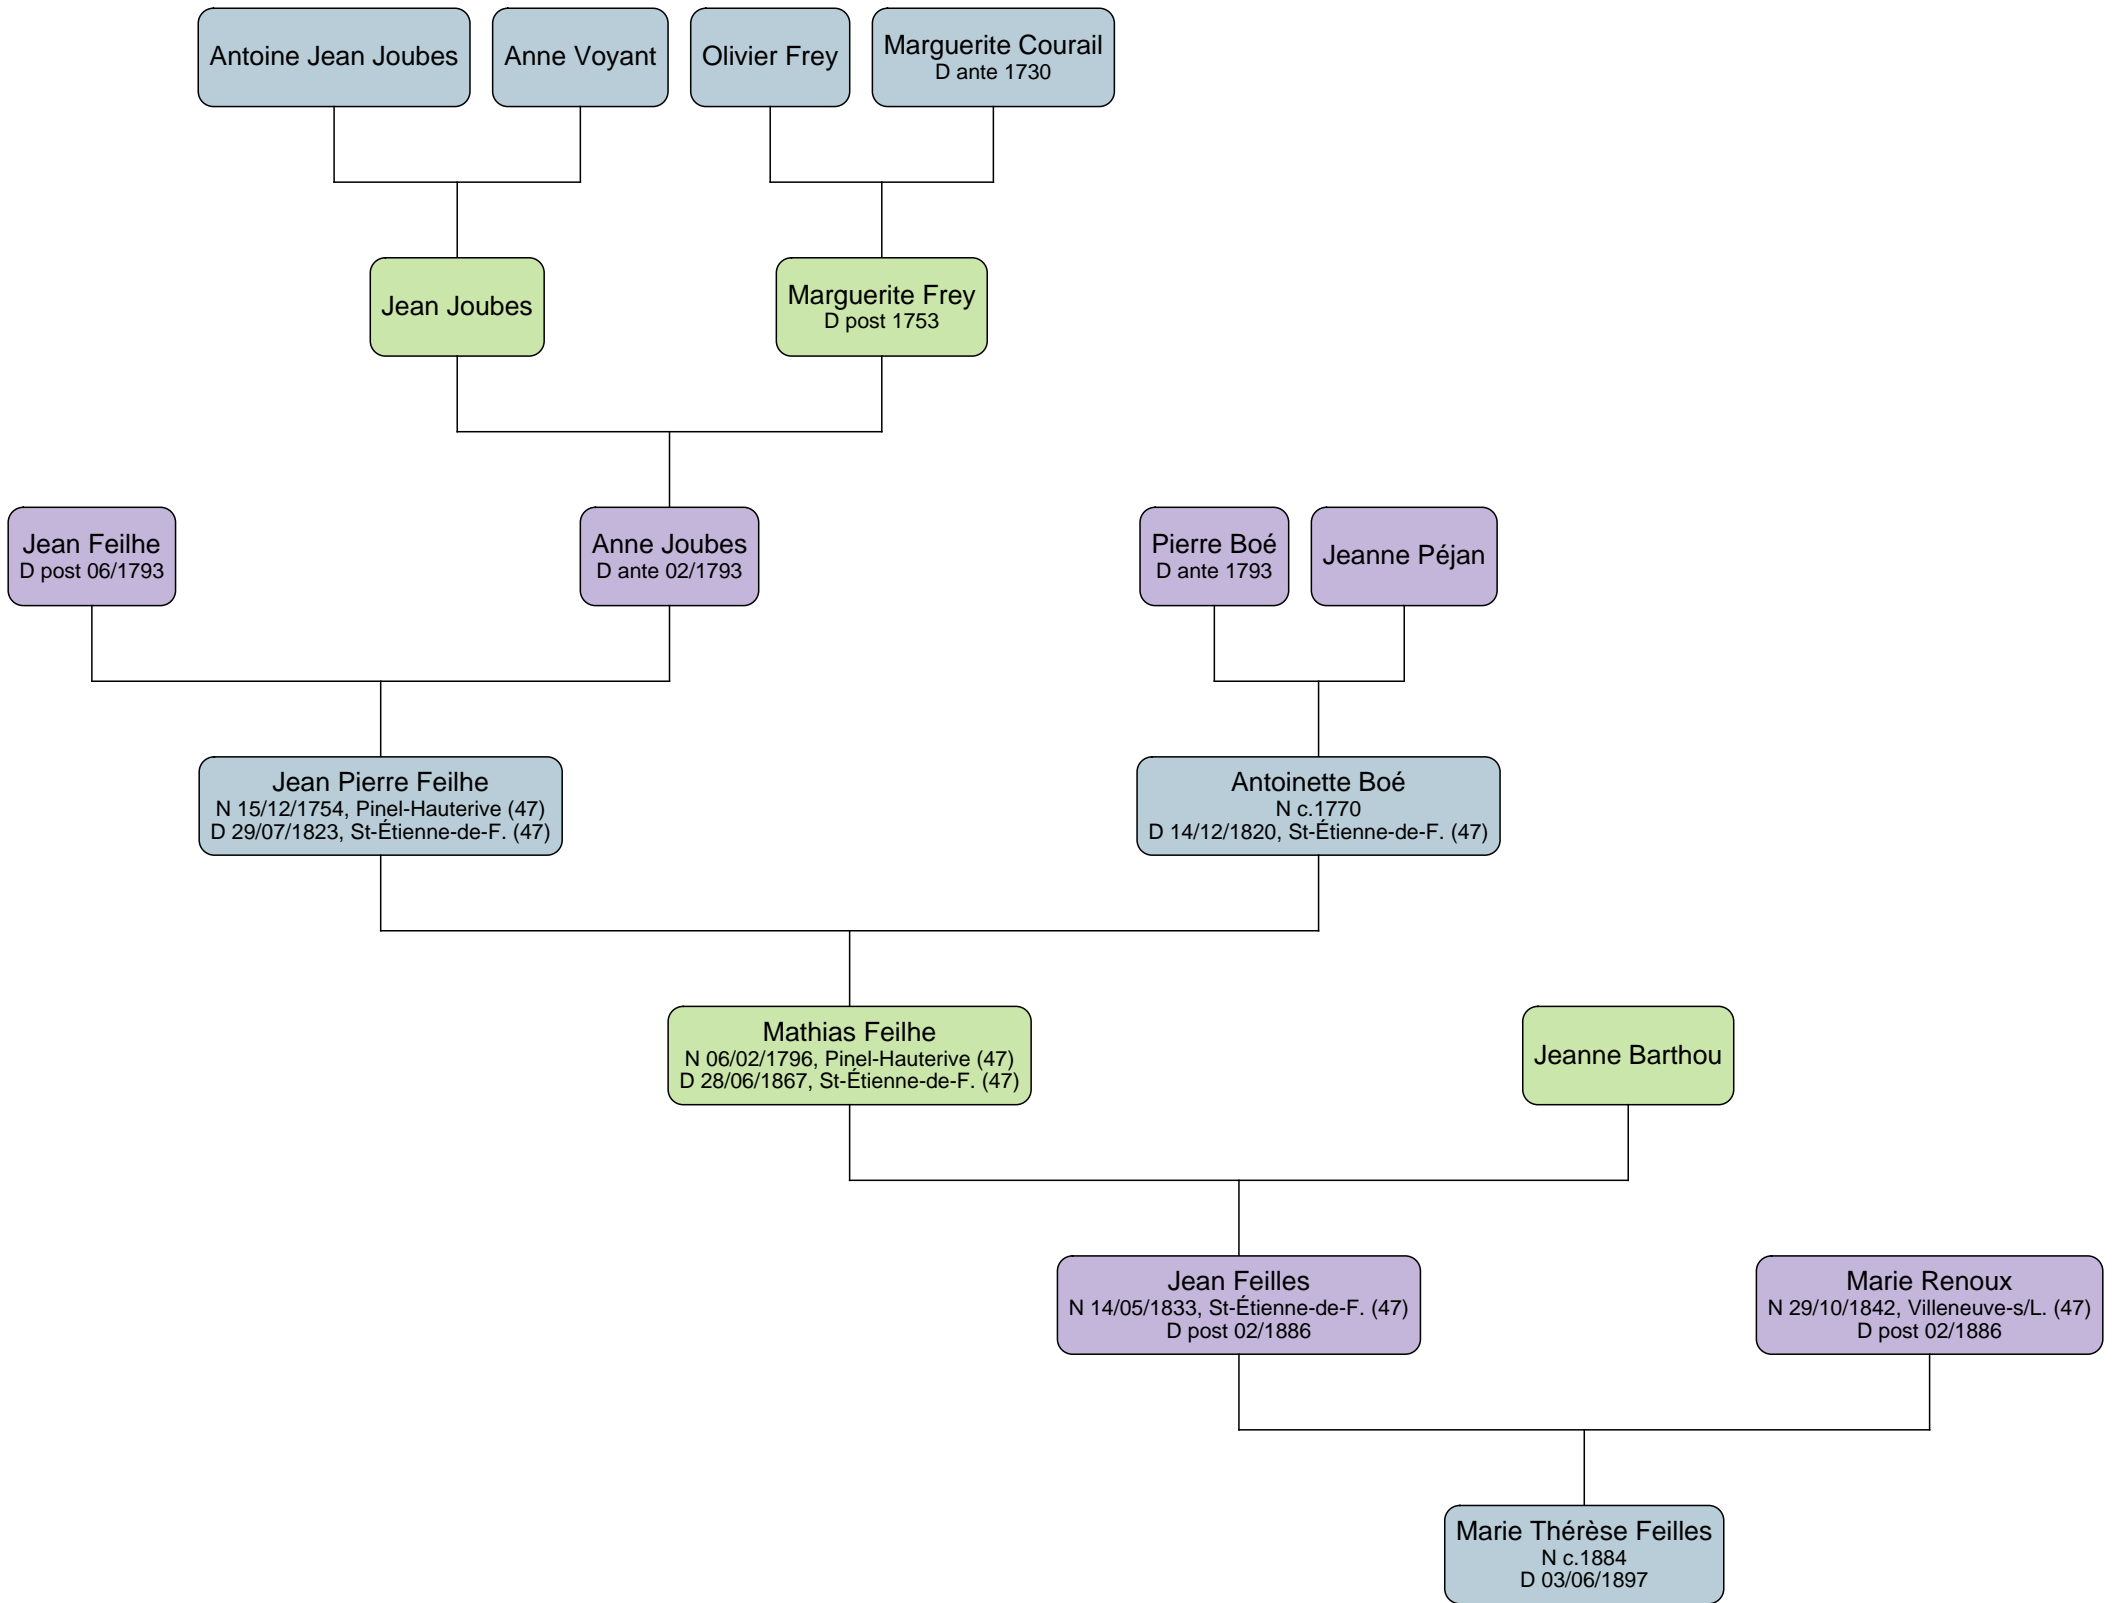 Antoine Jean Joubes
Anne Voyant
Olivier Frey
Marguerite Courail
D ante 1730
Jean Joubes
Marguerite Frey
D post 1753
Jean Feilhe
D post 06/1793
Anne Joubes
D ante 02/1793
Pierre Boé
D ante 1793
Jeanne Péjan
Jean Pierre Feilhe
N 15/12/1754, Pinel-Hauterive (47)
D 29/07/1823, St-Étienne-de-F. (47)
Antoinette Boé
N c.1770
D 14/12/1820, St-Étienne-de-F. (47)
Mathias Feilhe
N 06/02/1796, Pinel-Hauterive (47)
D 28/06/1867, St-Étienne-de-F. (47)
Jeanne Barthou
Jean Feilles
N 14/05/1833, St-Étienne-de-F. (47)
D post 02/1886
Marie Renoux
N 29/10/1842, Villeneuve-s/L. (47)
D post 02/1886
Marie Thérèse Feilles
N c.1884
D 03/06/1897